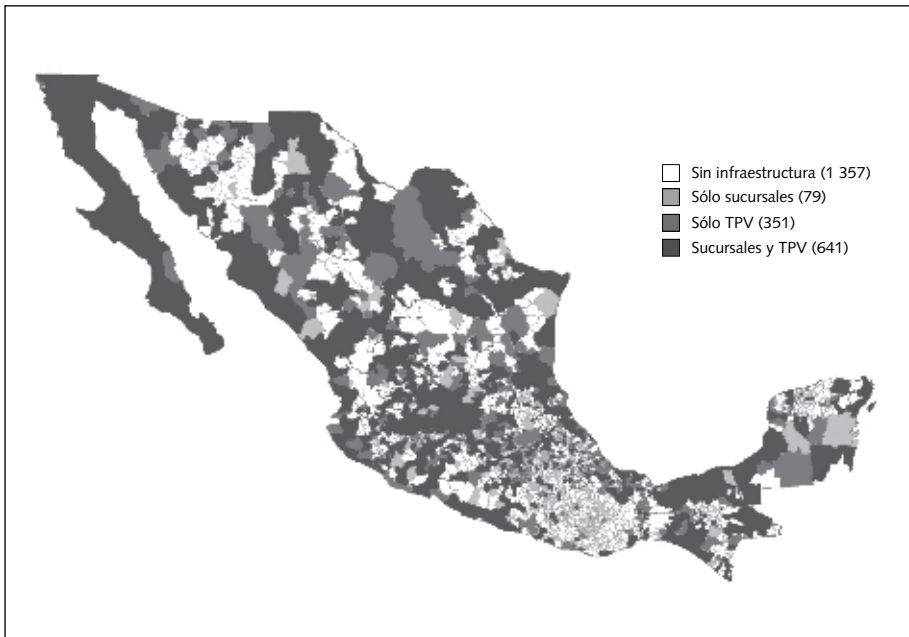 Sin infraestructura (1 357)
Sólo sucursales (79)
Sólo TPV (351)
Sucursales y TPV (641)